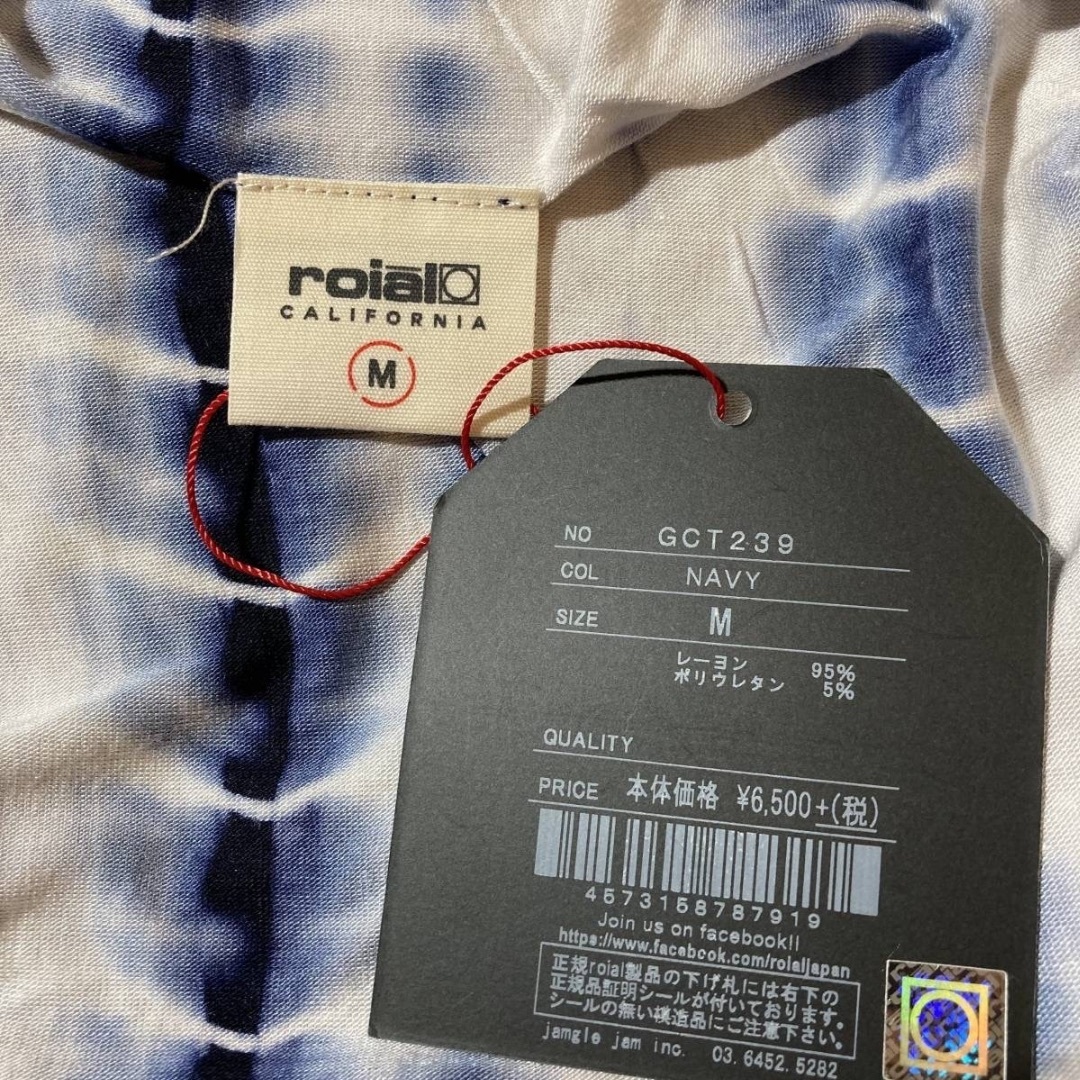 roiāl
CALIFORNIA
M
NO GCT239
COL NAVY
SIZE M
レーヨン 95%
ポリウレタン 5%
QUALITY
PRICE 本体価格 ¥6,500+(税)
4573158787919
Join us on facebook!!
https://www.facebook.com/roialjapan
正規roial製品の下げ札には右下の
正規品証明シールが付いております。
シールの無い模造品にご注意下さい。
jamgle jam inc. 03.6452.5282